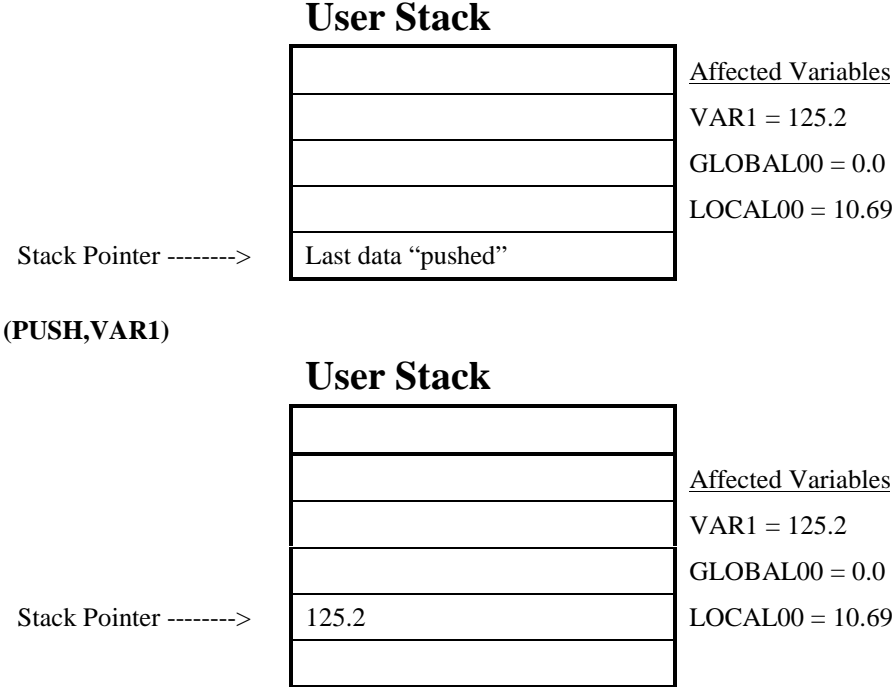 User Stack
Affected Variables
VAR1 = 125.2
GLOBAL00 = 0.0
LOCAL00 = 10.69
Stack Pointer --------> Last data “pushed”
(PUSH,VAR1)
User Stack
Affected Variables
VAR1 = 125.2
GLOBAL00 = 0.0
Stack Pointer --------> 125.2 LOCAL00 = 10.69